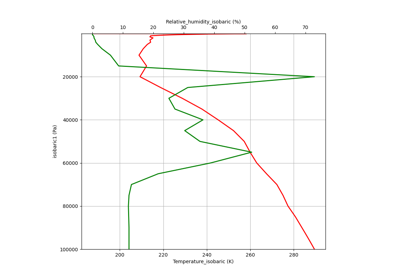 Relative_humidity_isobaric (%)
0 10 20 30 40 50 60 70
20000
40000
60000
80000
100000
isobaric1 (Pa)
200 220 240 260 280
Temperature_isobaric (K)